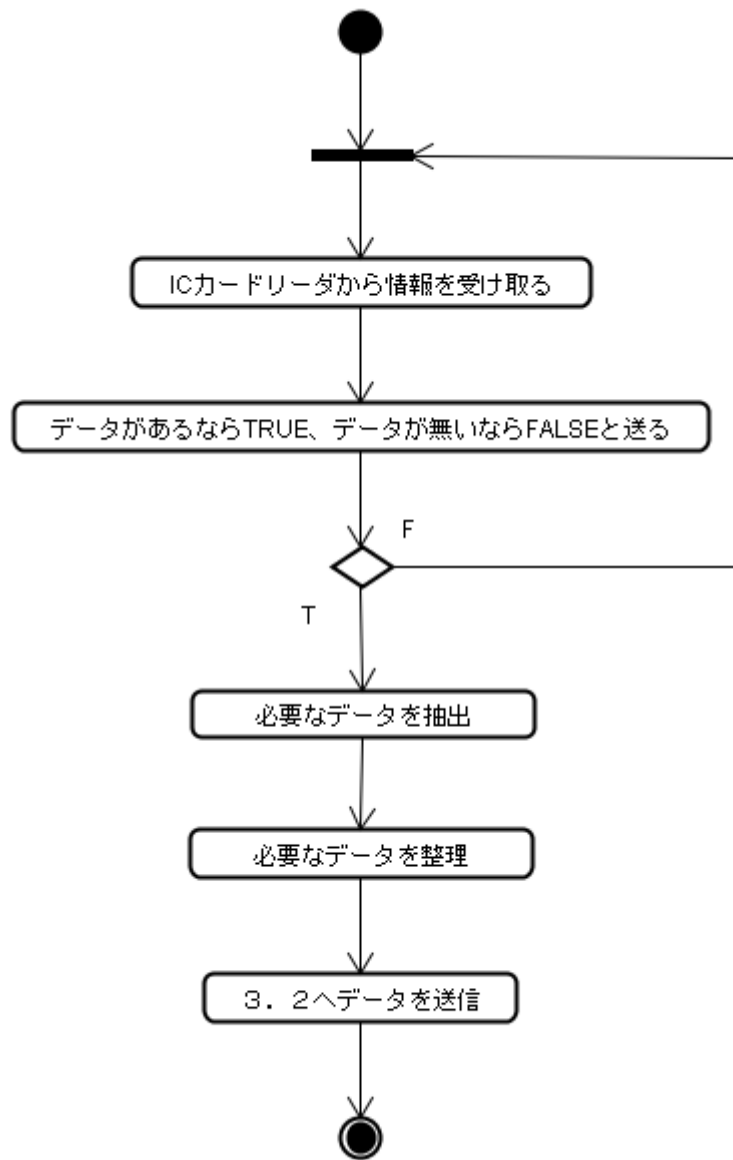 ICカードリーダから情報を受け取る
データがあるならTRUE、データが無いならFALSEと送る
F
T
必要なデータを抽出
必要なデータを整理
３．２へデータを送信